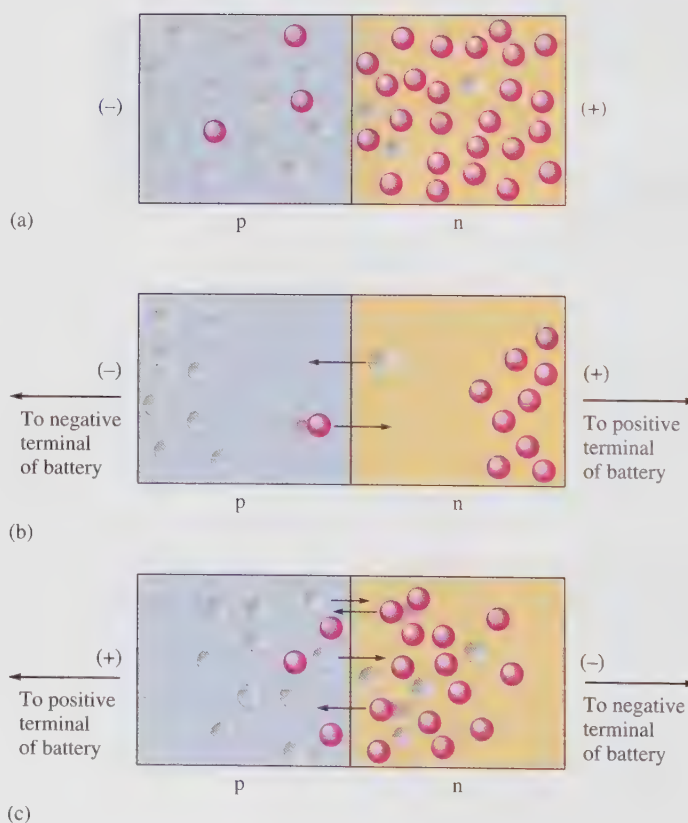 (−)
(+)
p
n
(a)
(−)
(+)
To negative
terminal
of battery
To positive
terminal
of battery
p
n
(b)
(+)
(−)
To positive
terminal
of battery
To negative
terminal
of battery
p
n
(c)